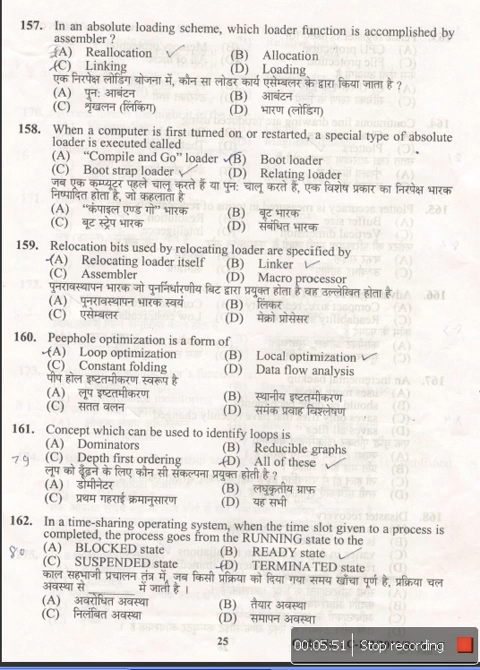 157. In an absolute loading scheme, which loader function is accomplished by
assembler ?
(A) Reallocation (B) Allocation
(C) Linking (D) Loading
एक निरपेक्ष लोडिंग योजना में, कौन सा लोडर कार्य एसेम्बलर के द्वारा किया जाता है ?
(A) पुन: आबंटन (B) आबंटन
(C) शृंखलन (लिंकिंग) (D) भारण (लोडिंग)
158. When a computer is first turned on or restarted, a special type of absolute
loader is executed called
(A) "Compile and Go" loader (B) Boot loader
(C) Boot strap loader (D) Relating loader
जब एक कम्प्यूटर पहले चालू करते हैं या पुन: चालू करते हैं, एक विशेष प्रकार का निरपेक्ष भारक
निष्पादित होता है, जो कहलाता है
(A) "कंपाइल एण्ड गो" भारक (B) बूट भारक
(C) बूट स्ट्रेप भारक (D) संबंधित भारक
159. Relocation bits used by relocating loader are specified by
(A) Relocating loader itself (B) Linker
(C) Assembler (D) Macro processor
पुनरावस्थापन भारक जो पुनर्निर्धारणीय बिट द्वारा प्रयुक्त होता है वह उल्लेखित होता है
(A) पुनरावस्थापन भारक स्वयं (B) लिंकर
(C) एसेम्बलर (D) मेक्रो प्रोसेसर
160. Peephole optimization is a form of
(A) Loop optimization (B) Local optimization
(C) Constant folding (D) Data flow analysis
पीप होल इष्टतमीकरण स्वरूप है
(A) लूप इष्टतमीकरण (B) स्थानीय इष्टतमीकरण
(C) सतत वलन (D) समंक प्रवाह विश्लेषण
161. Concept which can be used to identify loops is
(A) Dominators (B) Reducible graphs
79 (C) Depth first ordering (D) All of these
लूप को ढूँढ़ने के लिए कौन सी संकल्पना प्रयुक्त होती है ?
(A) डोमीनेटर (B) लघुकृतीय ग्राफ
(C) प्रथम गहराई क्रमानुसारण (D) यह सभी
162. In a time-sharing operating system, when the time slot given to a process is
completed, the process goes from the RUNNING state to the
80 (A) BLOCKED state (B) READY state
(C) SUSPENDED state (D) TERMINATED state
काल सहभाजी प्रचालन तंत्र में, जब किसी प्रक्रिया को दिया गया समय खाँचा पूर्ण है, प्रक्रिया चल
अवस्था से ________ में जाती है ।
(A) अवरोधित अवस्था (B) तैयार अवस्था
(C) निलंबित अवस्था (D) समापन अवस्था
25
00:05:51 Stop recording